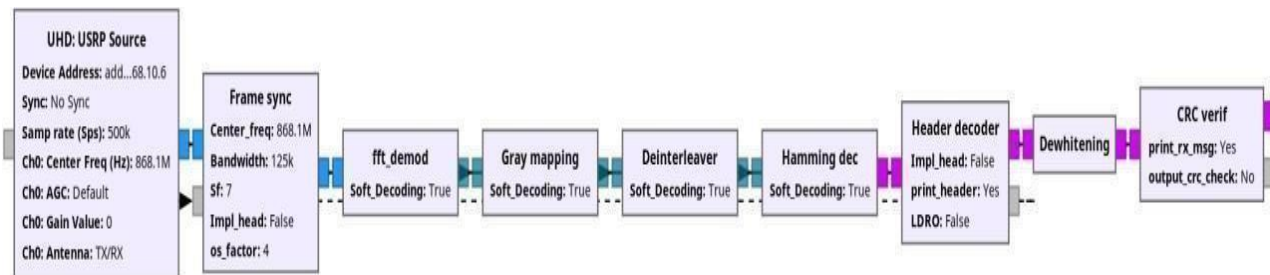 UHD: USRP Source
Device Address: add...68.10.6
Sync: No Sync
Samp rate (Sps): 500k
Ch0: Center Freq (Hz): 868.1M
Ch0: AGC: Default
Ch0: Gain Value: 0
Ch0: Antenna: TX/RX
Frame sync
Center_freq: 868.1M
Bandwidth: 125k
Sf: 7
Impl_head: False
os_factor: 4
fft_demod
Soft_Decoding: True
Gray mapping
Soft_Decoding: True
Deinterleaver
Soft_Decoding: True
Hamming dec
Soft_Decoding: True
Header decoder
Impl_head: False
print_header: Yes
LDRO: False
Dewhitening
CRC verif
print_rx_msg: Yes
output_crc_check: No